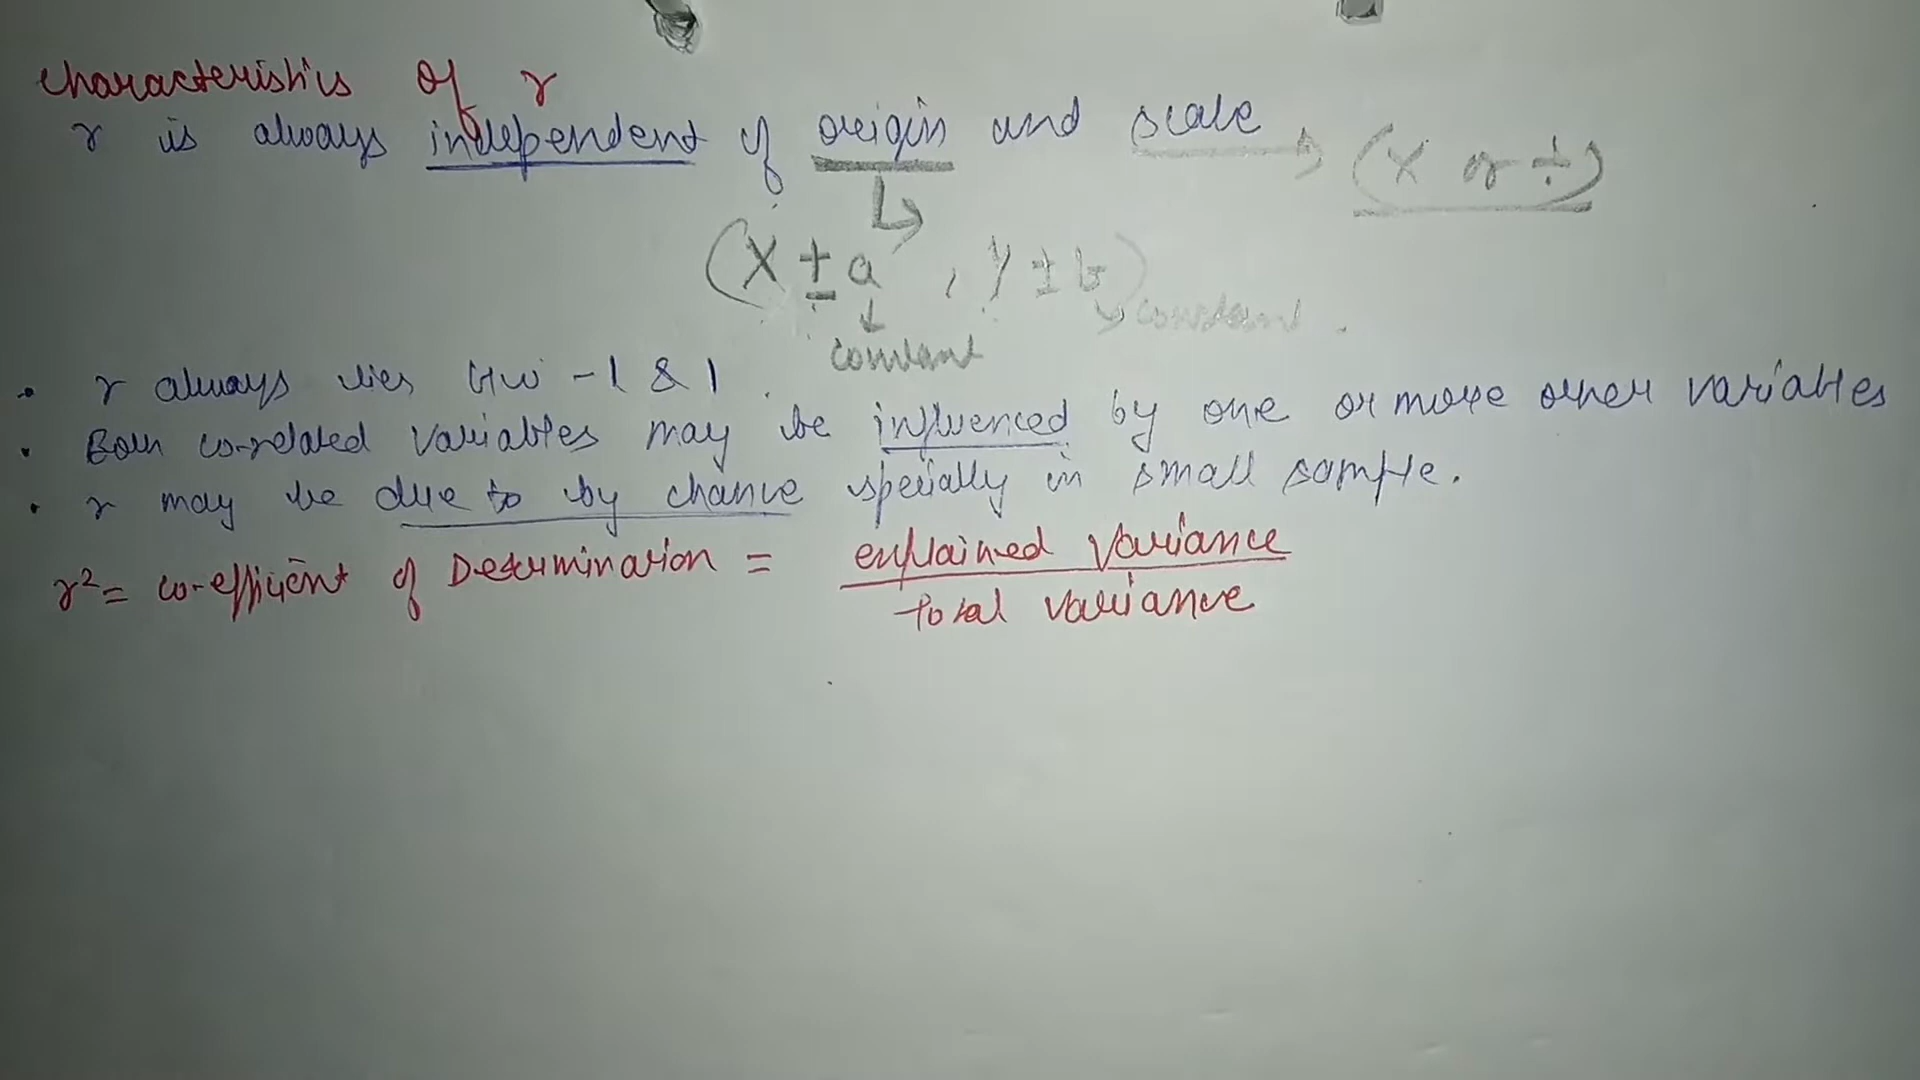 characteristics of r
r is always independent of origin and scale → (× or ÷)
(X ± a , Y ± b)
constant
constant
• r always lies btw -1 & 1
• Both co-related variables may be influenced by one or more other variables
• r may be due to by chance specially in small sample.
r² = co-efficient of Determination = explained variance
total variance